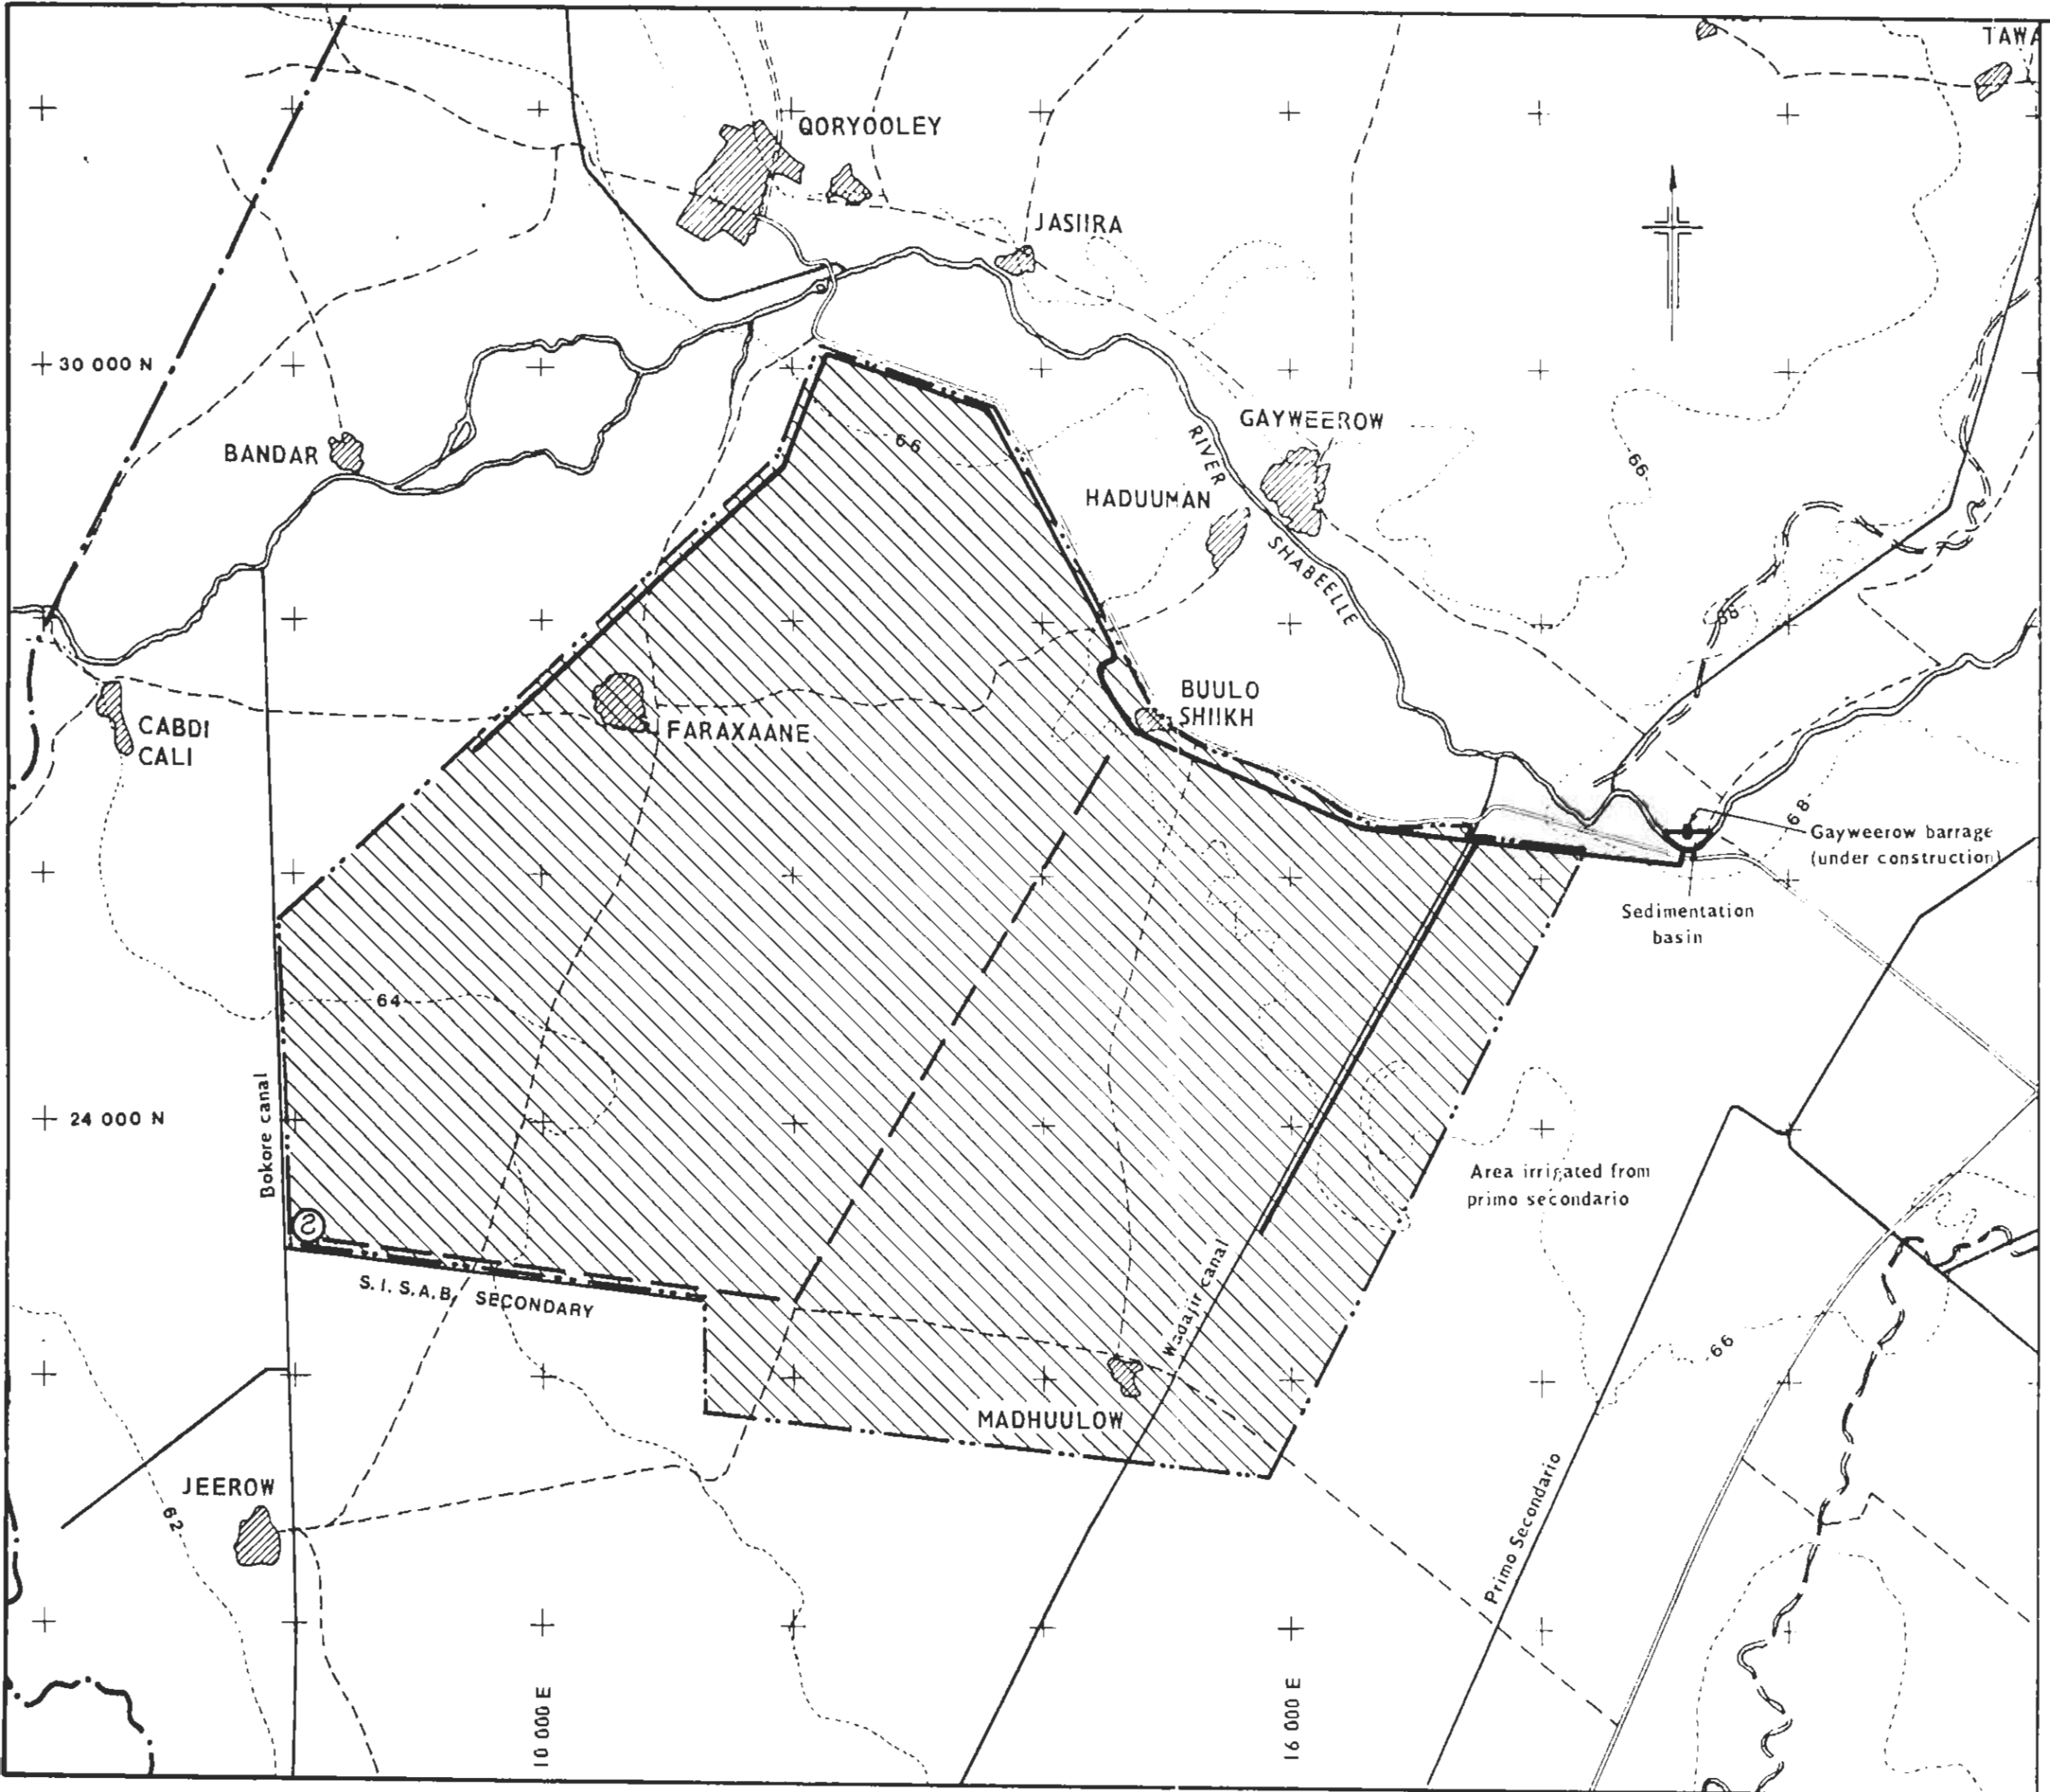 TAWA
QORYOOLEY
JASIIRA
30 000 N
GAYWEEROW
BANDAR
66
RIVER
66
HADUUMAN
SHABEELLE
68
BUULO
SHIIKH
CABDI
CALI
FARAXAANE
68
Gayweerow barrage
(under construction)
Sedimentation
basin
64
Bokore canal
24 000 N
Area irrigated from
primo secondario
2
S.I.S.A.B. SECONDARY
Wadajir canal
66
MADHUULOW
JEEROW
62
Primo Secondario
10 000 E
16 000 E